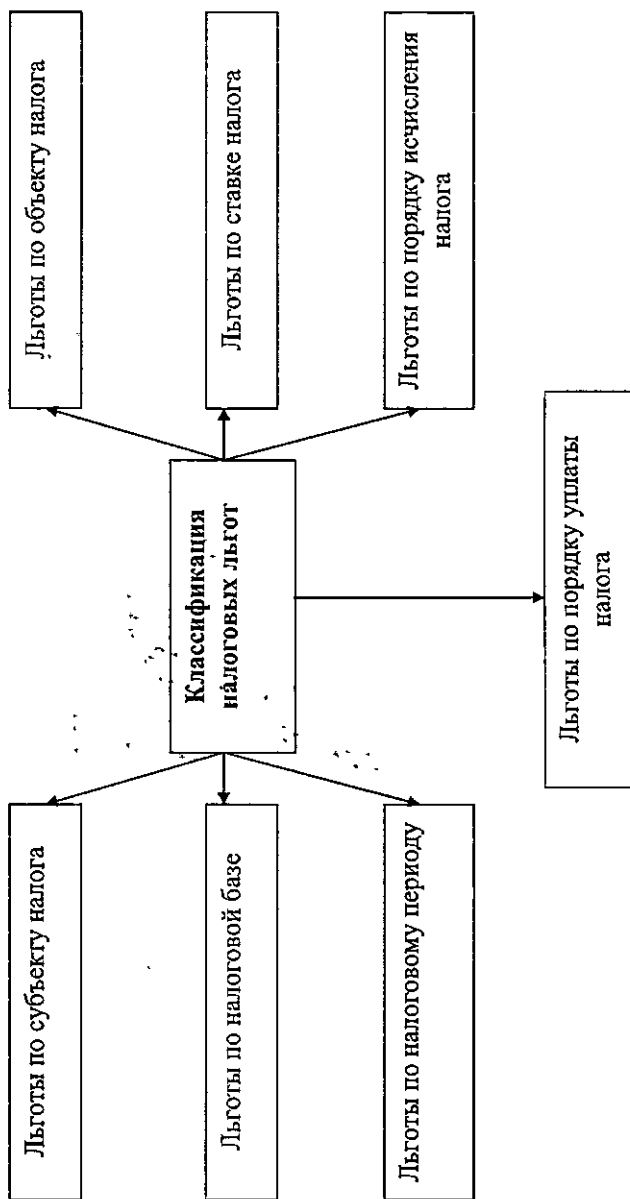 Льготы по субъекту налога
Льготы по объекту налога
Классификация
налоговых льгот
Льготы по налоговой базе
Льготы по ставке налога
Льготы по налоговому периоду
Льготы по порядку исчисления
налога
Льготы по порядку уплаты
налога